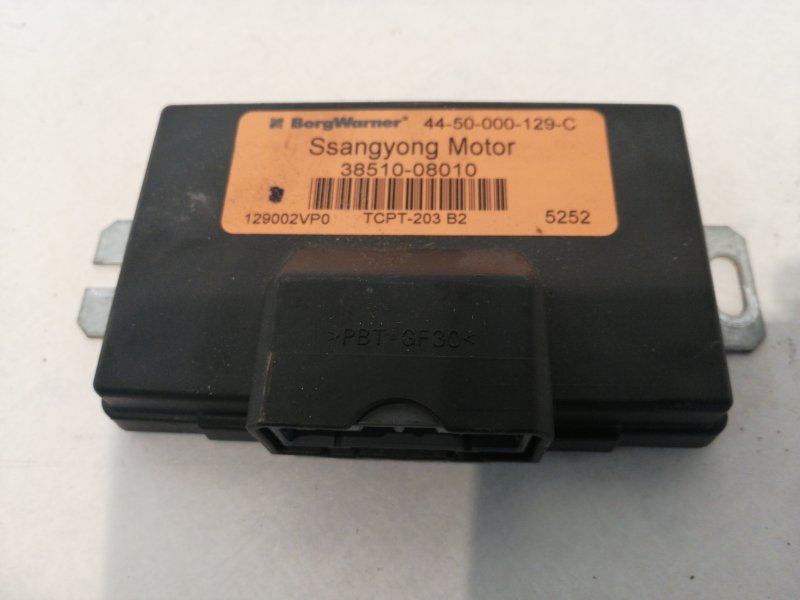 BorgWarner® 44-50-000-129-C
Ssangyong Motor
38510-08010
129002VP0 TCPT-203 B2 5252
>PBT-GF30<